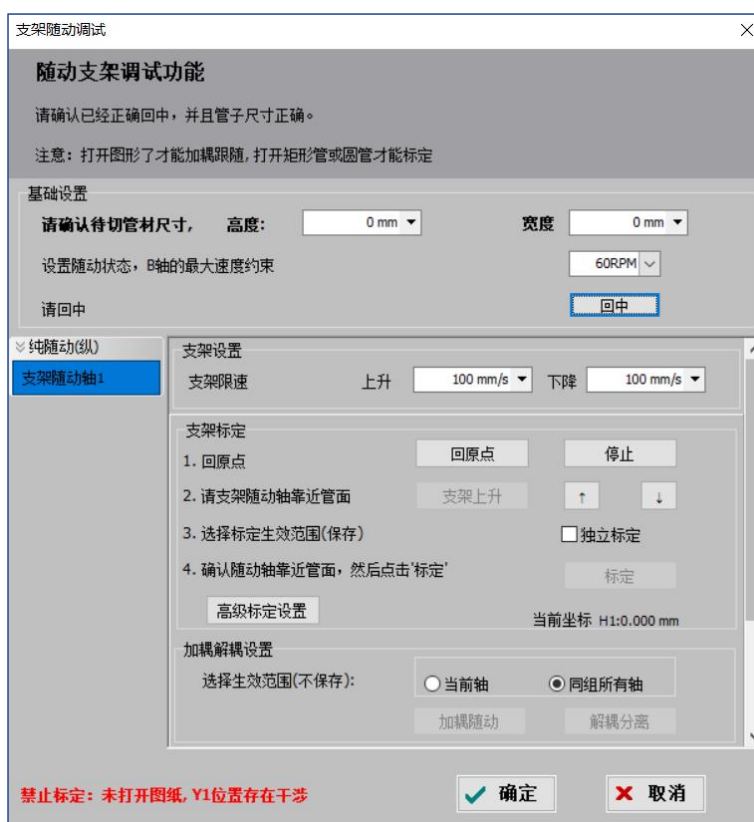 支架随动调试
随动支架调试功能
请确认已经正确回中，并且管子尺寸正确。
注意：打开图形了才能加耦跟随,打开矩形管或圆管才能标定
基础设置
请确认待切管材尺寸， 高度： 0 mm 宽度 0 mm
设置随动状态，B轴的最大速度约束 60RPM
请回中 回中
纯随动(纵)
支架随动轴1
支架设置
支架限速 上升 100 mm/s 下降 100 mm/s
支架标定
1. 回原点 回原点 停止
2. 请支架随动轴靠近管面 支架上升 ↑ ↓
3. 选择标定生效范围(保存) 独立标定
4. 确认随动轴靠近管面，然后点击'标定' 标定
高级标定设置 当前坐标 H1:0.000 mm
加耦解耦设置
选择生效范围(不保存): 当前轴 同组所有轴
加耦随动 解耦分离
禁止标定：未打开图纸, Y1位置存在干涉
确定 取消